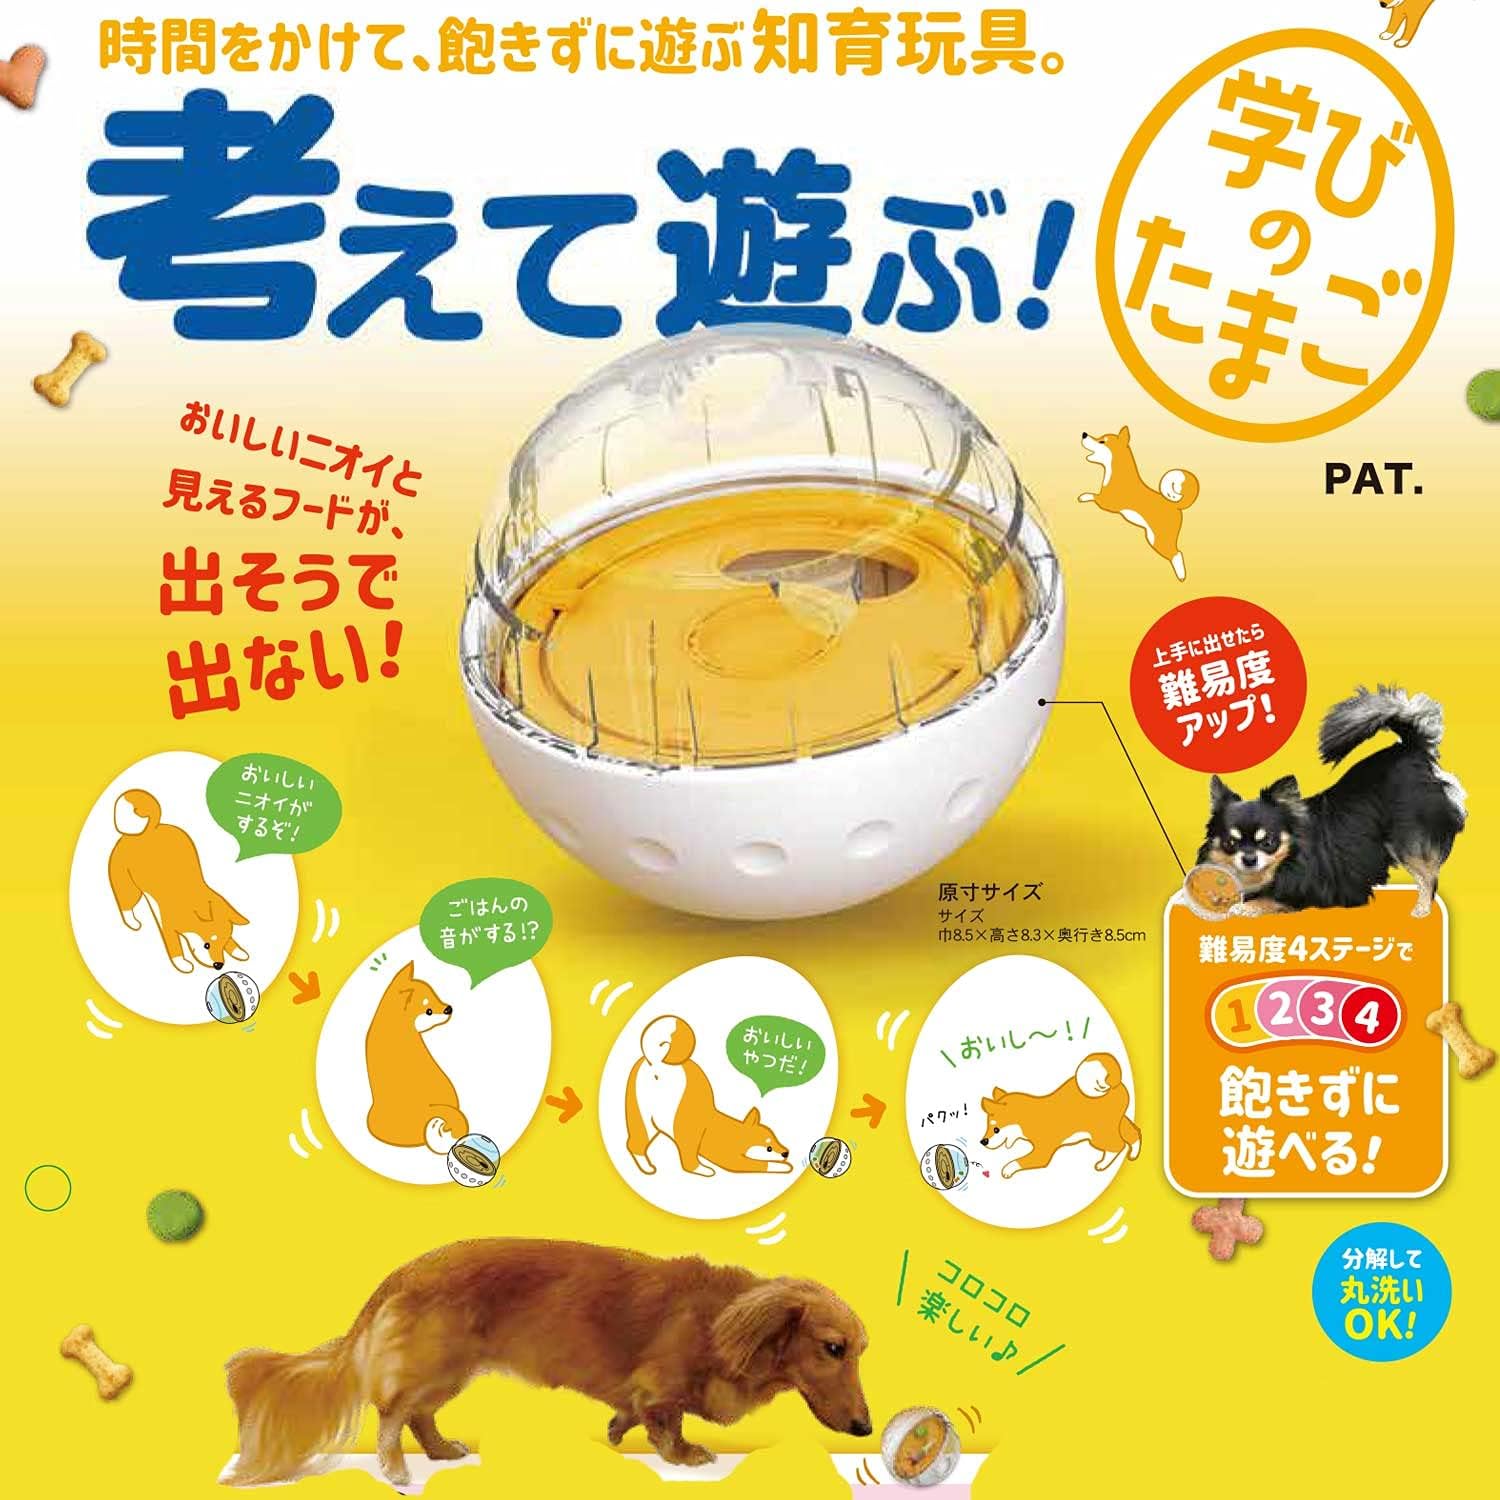 時間をかけて、飽きずに遊ぶ知育玩具。
考えて遊ぶ!
学び
の
たまご
PAT.
おいしいニオイと
見えるフードが、
出そうで
出ない!
上手に出せたら
難易度
アップ!
おいしい
ニオイが
するぞ!
ごはんの
音がする!?
おいしい
やつだ!
おいし〜!
パクッ!
原寸サイズ
サイズ
巾8.5×高さ8.3×奥行き8.5cm
難易度4ステージで
1 2 3 4
飽きずに
遊べる!
分解して
丸洗い
OK!
コロコロ
楽しい♪